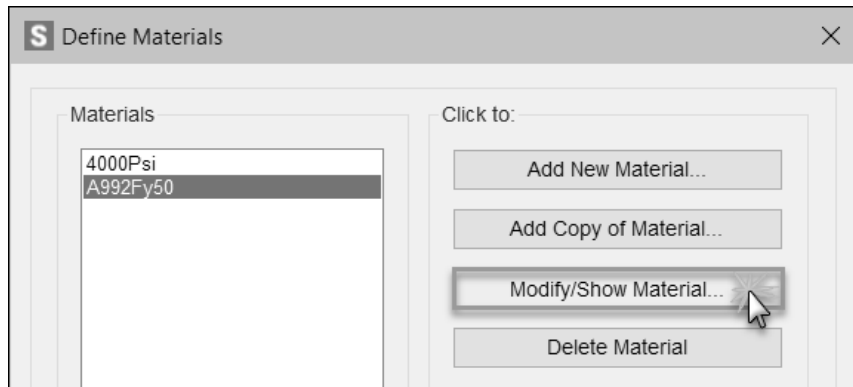 S Define Materials
Materials
4000Psi
A992Fy50
Click to:
Add New Material...
Add Copy of Material...
Modify/Show Material...
Delete Material